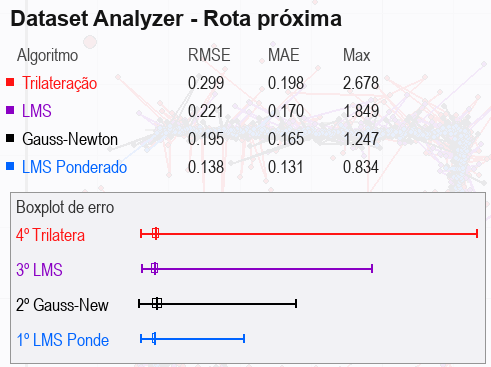 Dataset Analyzer - Rota próxima
Algoritmo RMSE MAE Max
Trilateração 0.299 0.198 2.678
LMS 0.221 0.170 1.849
Gauss-Newton 0.195 0.165 1.247
LMS Ponderado 0.138 0.131 0.834
Boxplot de erro
4º Trilatera
3º LMS
2º Gauss-New
1º LMS Ponde